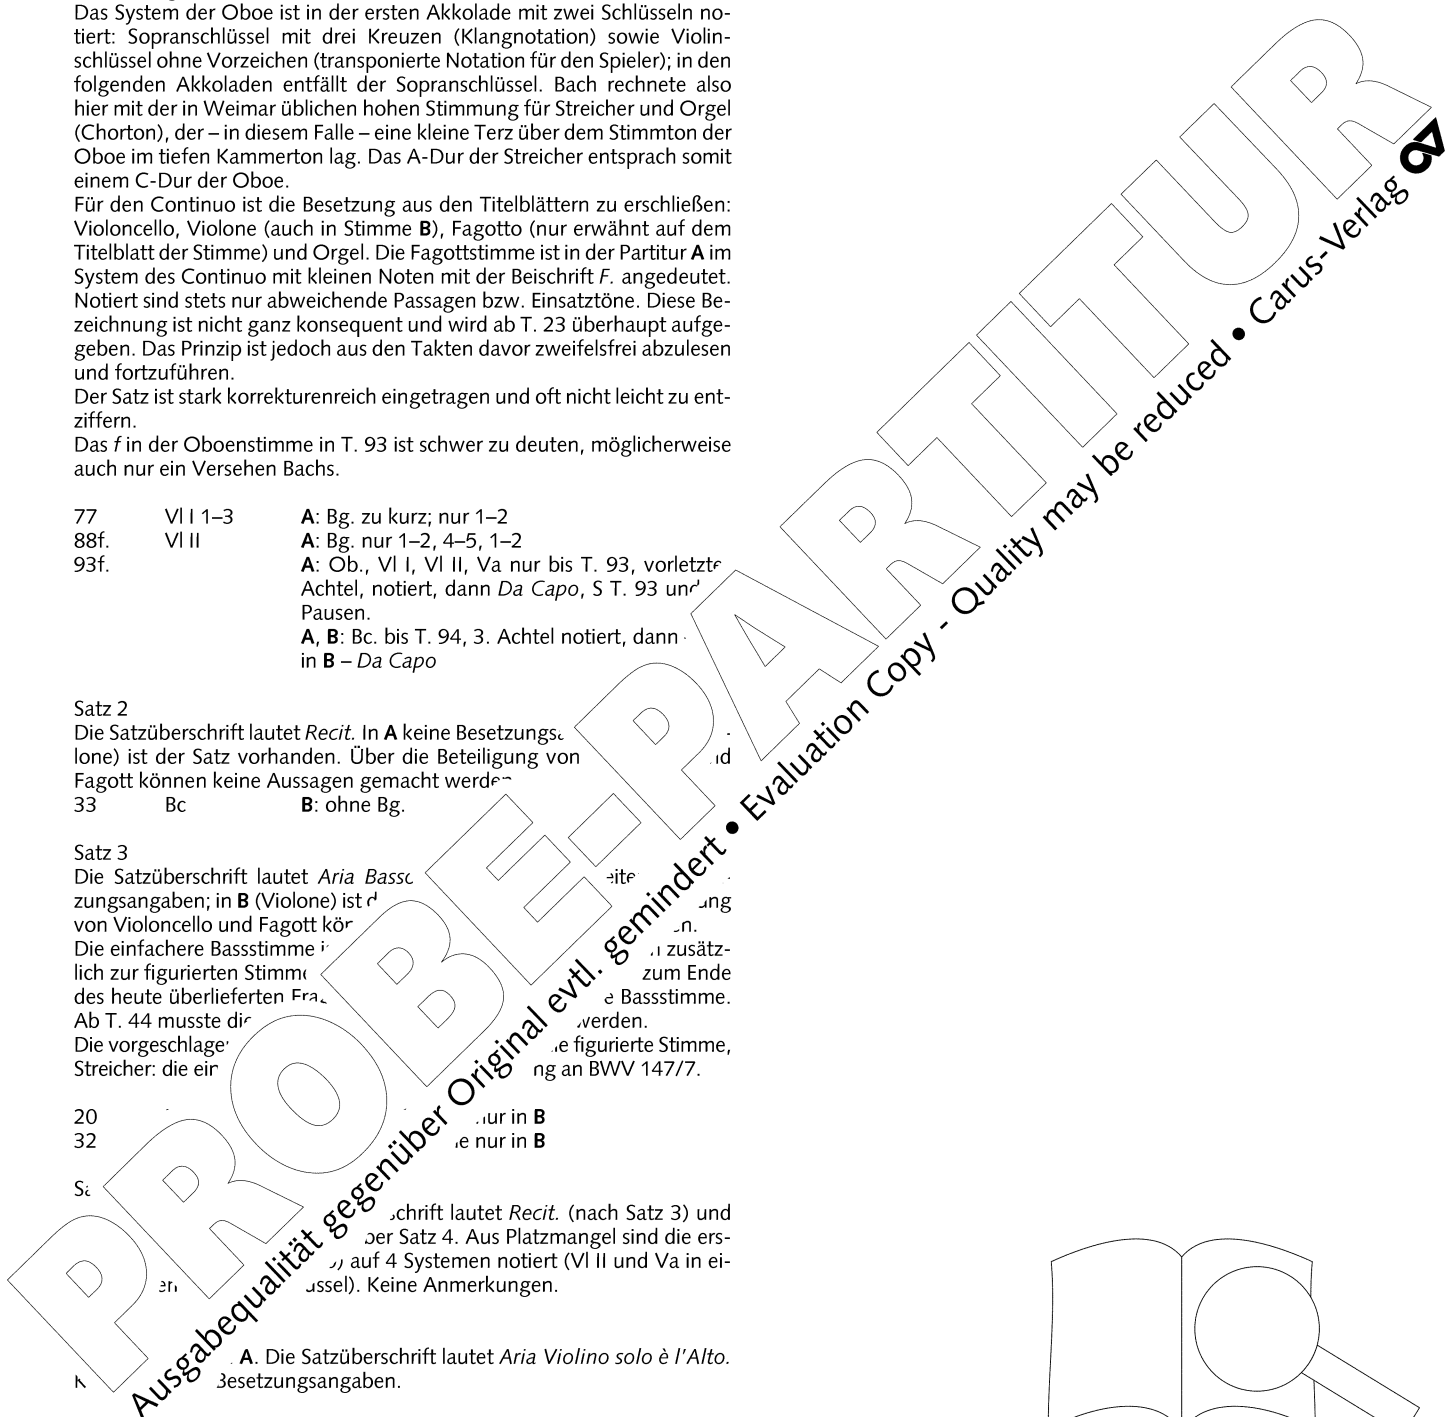 Das System der Oboe ist in der ersten Akkolade mit zwei Schlüsseln no-
tiert: Sopranschlüssel mit drei Kreuzen (Klangnotation) sowie Violin-
schlüssel ohne Vorzeichen (transponierte Notation für den Spieler); in den
folgenden Akkoladen entfällt der Sopranschlüssel. Bach rechnete also
hier mit der in Weimar üblichen hohen Stimmung für Streicher und Orgel
(Chorton), der – in diesem Falle – eine kleine Terz über dem Stimmton der
Oboe im tiefen Kammerton lag. Das A-Dur der Streicher entsprach somit
einem C-Dur der Oboe.
Für den Continuo ist die Besetzung aus den Titelblättern zu erschließen:
Violoncello, Violone (auch in Stimme B), Fagotto (nur erwähnt auf dem
Titelblatt der Stimme) und Orgel. Die Fagottstimme ist in der Partitur A im
System des Continuo mit kleinen Noten mit der Beischrift F. angedeutet.
Notiert sind stets nur abweichende Passagen bzw. Einsatztöne. Diese Be-
zeichnung ist nicht ganz konsequent und wird ab T. 23 überhaupt aufge-
geben. Das Prinzip ist jedoch aus den Takten davor zweifelsfrei abzulesen
und fortzuführen.
Der Satz ist stark korrekturenreich eingetragen und oft nicht leicht zu ent-
ziffern.
Das f in der Oboenstimme in T. 93 ist schwer zu deuten, möglicherweise
auch nur ein Versehen Bachs.
77 Vl I 1–3 A: Bg. zu kurz; nur 1–2
88f. Vl II A: Bg. nur 1–2, 4–5, 1–2
93f. A: Ob., Vl I, Vl II, Va nur bis T. 93, vorletzte
Achtel, notiert, dann Da Capo, S T. 93 und
Pausen.
A, B: Bc. bis T. 94, 3. Achtel notiert, dann
in B – Da Capo
Satz 2
Die Satzüberschrift lautet Recit. In A keine
lone) ist der Satz vorhanden. Über die Beteiligung von
Fagott können keine Aussagen gemacht werden
33 Bc B: ohne Bg.
Satz 3
Die Satzüberschrift lautet Aria Basso
zungsangaben; in B (Violone) ist
von Violoncello und Fagott
Die einfachere Bassstimme zusätz-
lich zur figurierten Stimme zum Ende
des heute überlieferten Bassstimme.
Ab T. 44 musste die werden.
Die figurierte Stimme,
Streicher: die an BWV 147/7.
20 nur in B
32 nur in B
lautet Recit. (nach Satz 3) und
Satz 4. Aus Platzmangel sind die ers-
auf 4 Systemen notiert (Vl II und Va in ei-
Keine Anmerkungen.
A. Die Satzüberschrift lautet Aria Violino solo è l'Alto.
Besetzungsangaben.
PROBE-PARTITUR
Ausgabequalität gegenüber Original evtl. gemindert • Evaluation Copy - Quality may be reduced • Carus-Verlag